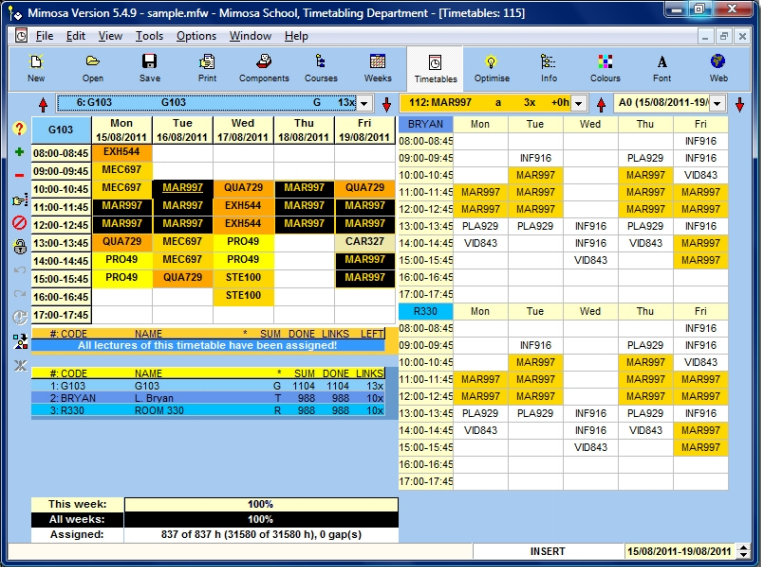 Mimosa Version 5.4.9 - sample.mfw - Mimosa School, Timetabling Department - [Timetables: 115]
File Edit View Tools Options Window Help
New Open Save Print Components Courses Weeks Timetables Optimise Info Colours Font Web
6: G103 G103 G 13x
112: MAR997 a 3x +0h
A0 (15/08/2011-19/
G103 Mon Tue Wed Thu Fri
15/08/2011 16/08/2011 17/08/2011 18/08/2011 19/08/2011
08:00-08:45 EXH544
09:00-09:45 MEC697
10:00-10:45 MEC697 MAR997 QUA729 MAR997 QUA729
11:00-11:45 MAR997 MAR997 EXH544 MAR997 MAR997
12:00-12:45 MAR997 MAR997 EXH544 MAR997 MAR997
13:00-13:45 QUA729 MEC697 PRO49 CAR327
14:00-14:45 PRO49 MEC697 PRO49 MAR997
15:00-15:45 PRO49 QUA729 STE100 MAR997
16:00-16:45 STE100
17:00-17:45
#: CODE NAME * SUM DONE LINKS LEFT
All lectures of this timetable have been assigned!
#: CODE NAME * SUM DONE LINKS
1: G103 G103 G 1104 1104 13x
2: BRYAN L. Bryan T 988 988 10x
3: R330 ROOM 330 R 988 988 10x
This week: 100%
All weeks: 100%
Assigned: 837 of 837 h (31580 of 31580 h), 0 gap(s)
BRYAN Mon Tue Wed Thu Fri
08:00-08:45 INF916
09:00-09:45 INF916 PLA929 INF916
10:00-10:45 MAR997 MAR997 VID843
11:00-11:45 MAR997 MAR997 MAR997 MAR997
12:00-12:45 MAR997 MAR997 MAR997 MAR997
13:00-13:45 PLA929 PLA929 INF916 PLA929 INF916
14:00-14:45 VID843 INF916 VID843 MAR997
15:00-15:45 VID843 MAR997
16:00-16:45
17:00-17:45
R330 Mon Tue Wed Thu Fri
08:00-08:45 INF916
09:00-09:45 INF916 PLA929 INF916
10:00-10:45 MAR997 MAR997 VID843
11:00-11:45 MAR997 MAR997 MAR997 MAR997
12:00-12:45 MAR997 MAR997 MAR997 MAR997
13:00-13:45 PLA929 PLA929 INF916 PLA929 INF916
14:00-14:45 VID843 INF916 VID843 MAR997
15:00-15:45 VID843 MAR997
16:00-16:45
17:00-17:45
INSERT 15/08/2011-19/08/2011